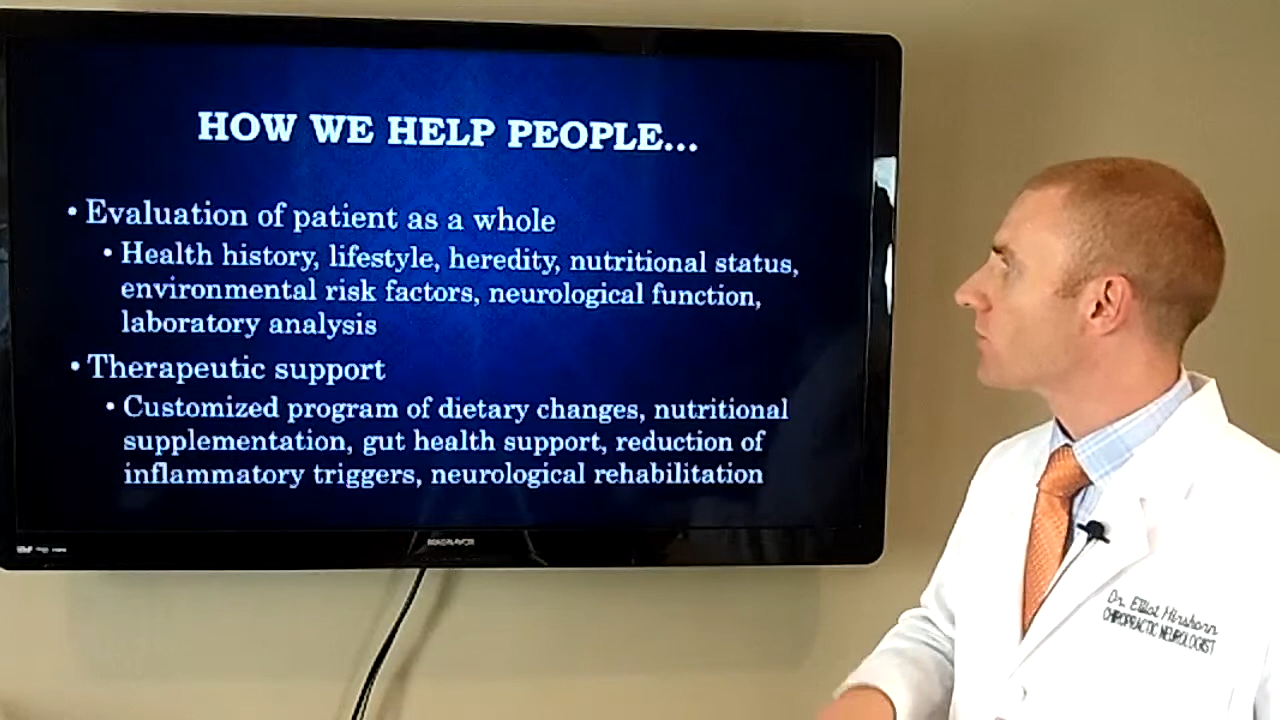 HOW WE HELP PEOPLE...
• Evaluation of patient as a whole
• Health history, lifestyle, heredity, nutritional status,
environmental risk factors, neurological function,
laboratory analysis
• Therapeutic support
• Customized program of dietary changes, nutritional
supplementation, gut health support, reduction of
inflammatory triggers, neurological rehabilitation
Dr. Elliot
CHIROPRACTIC NEUROLOGIST